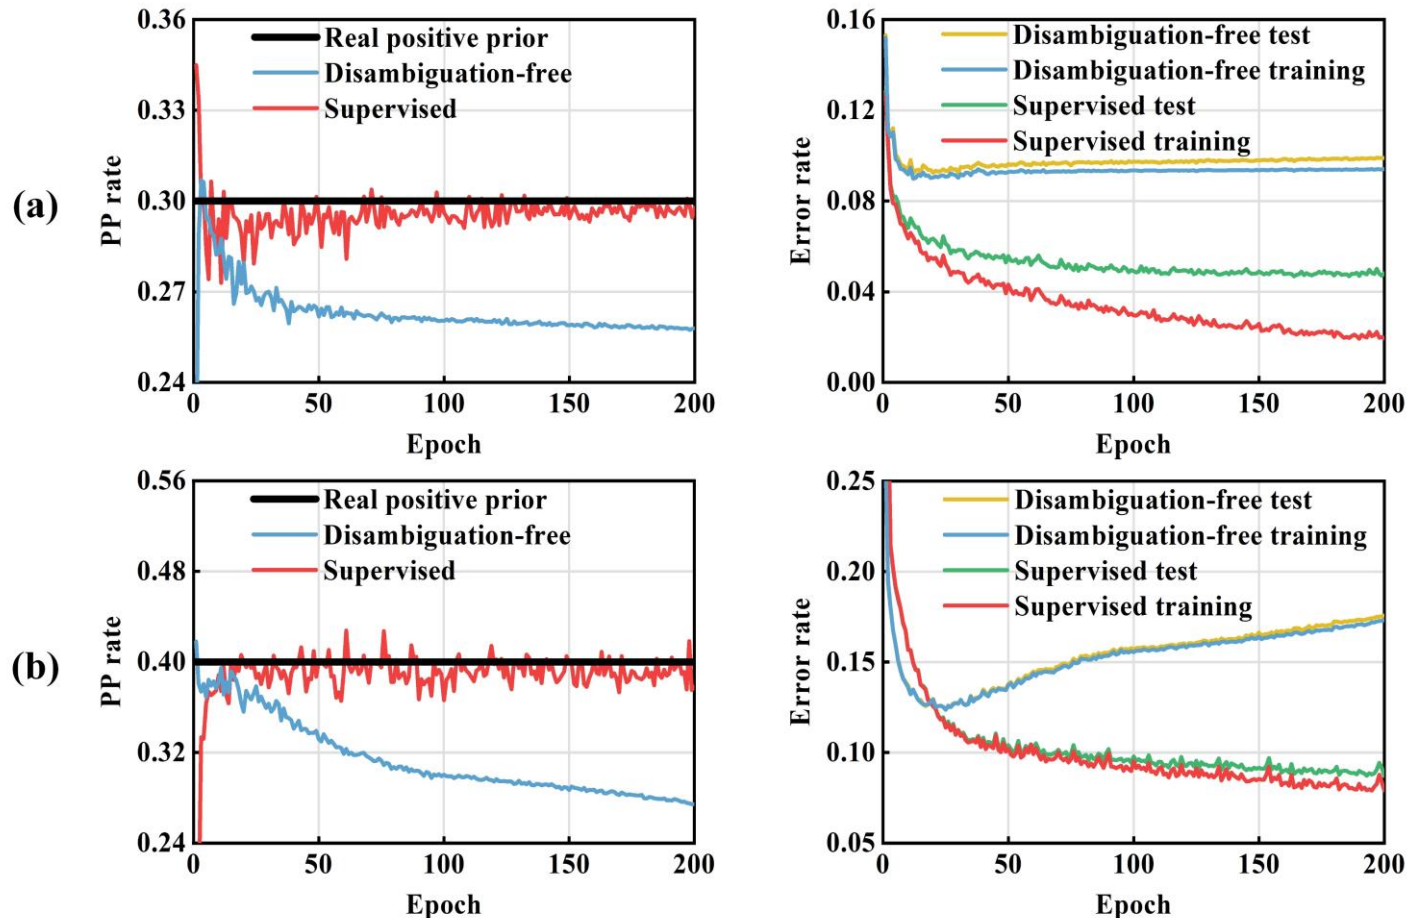 (a)
PP rate
0.36
0.33
0.30
0.27
0.24
Real positive prior
Disambiguation-free
Supervised
0 50 100 150 200
Epoch
Error rate
0.16
0.12
0.08
0.04
0.00
Disambiguation-free test
Disambiguation-free training
Supervised test
Supervised training
0 50 100 150 200
Epoch
(b)
PP rate
0.56
0.48
0.40
0.32
0.24
Real positive prior
Disambiguation-free
Supervised
0 50 100 150 200
Epoch
Error rate
0.25
0.20
0.15
0.10
0.05
Disambiguation-free test
Disambiguation-free training
Supervised test
Supervised training
0 50 100 150 200
Epoch